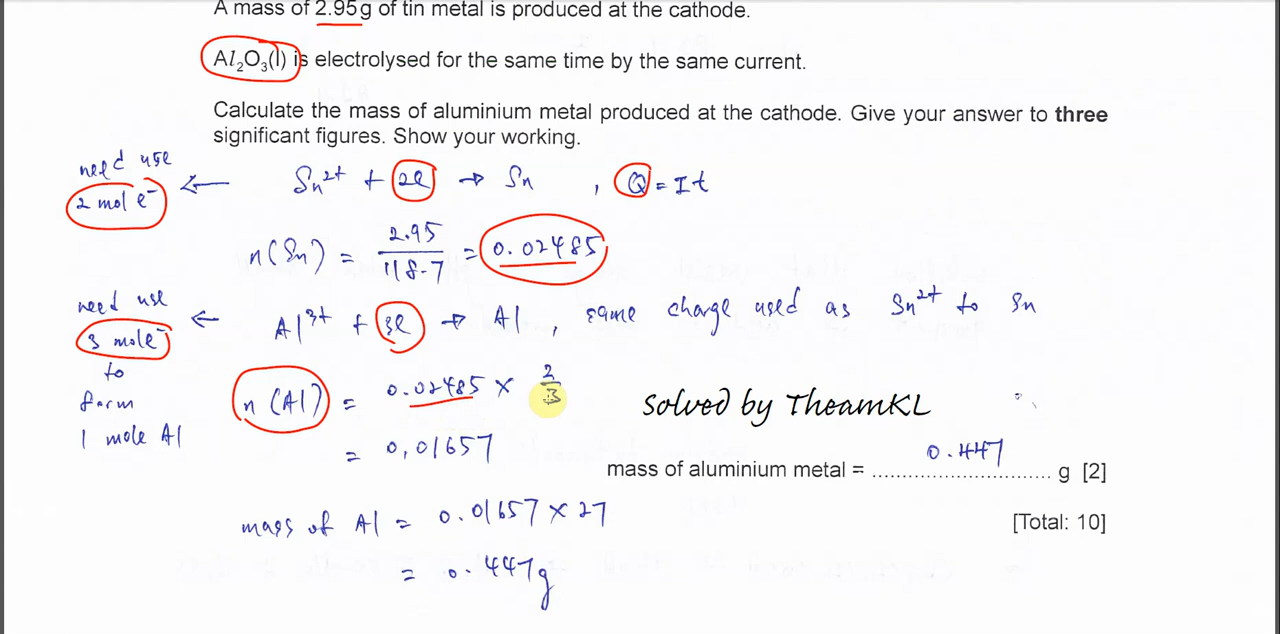 A mass of 2.95g of tin metal is produced at the cathode.
Al₂O₃(l) is electrolysed for the same time by the same current.
Calculate the mass of aluminium metal produced at the cathode. Give your answer to three
significant figures. Show your working.
need use
2 mol e⁻ ← Sn²⁺ + 2e → Sn , Q = It
n(Sn) = 2.95/118.7 = 0.02485
need use
3 mole⁻ ← Al³⁺ + 3e → Al , same charge used as Sn²⁺ to Sn
to
form
1 mole Al
n(Al) = 0.02485 × 2/3
= 0.01657
Solved by TheamKL
mass of aluminium metal = 0.447 g [2]
mass of Al = 0.01657 × 27
= 0.447g
[Total: 10]